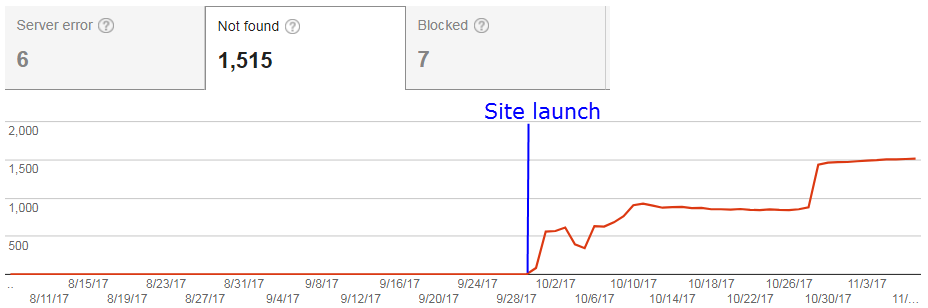 Server error ? Not found ? Blocked ?
6 1,515 7
Site launch
2,000
1,500
1,000
500
.. 8/15/17 8/23/17 8/31/17 9/8/17 9/16/17 9/24/17 10/2/17 10/10/17 10/18/17 10/26/17 11/3/17
8/11/17 8/19/17 8/27/17 9/4/17 9/12/17 9/20/17 9/28/17 10/6/17 10/14/17 10/22/17 10/30/17 11/...